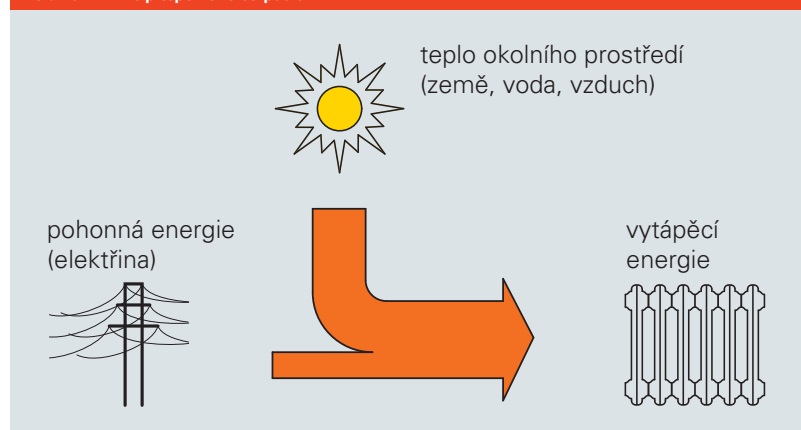 teplo okolního prostředí
(země, voda, vzduch)
pohonná energie
(elektřina)
vytápěcí
energie